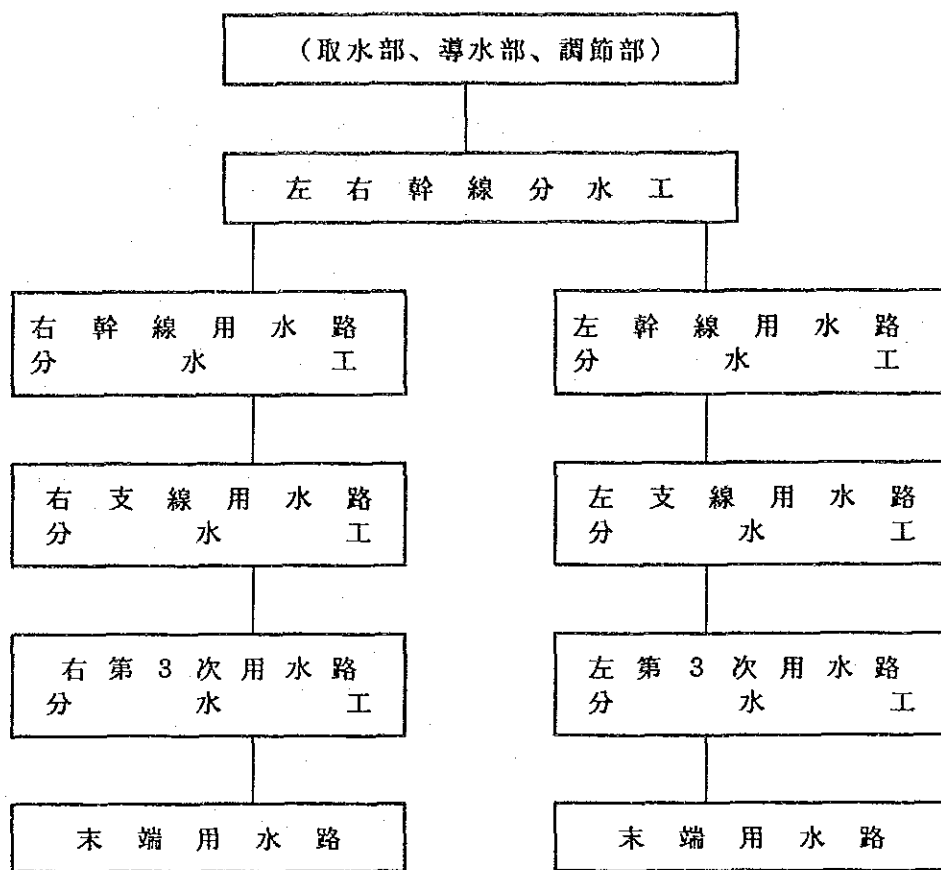 （取水部、導水部、調節部）
左右幹線分水工
右幹線用水路
分水工
左幹線用水路
分水工
右支線用水路
分水工
左支線用水路
分水工
右第3次用水路
分水工
左第3次用水路
分水工
末端用水路
末端用水路